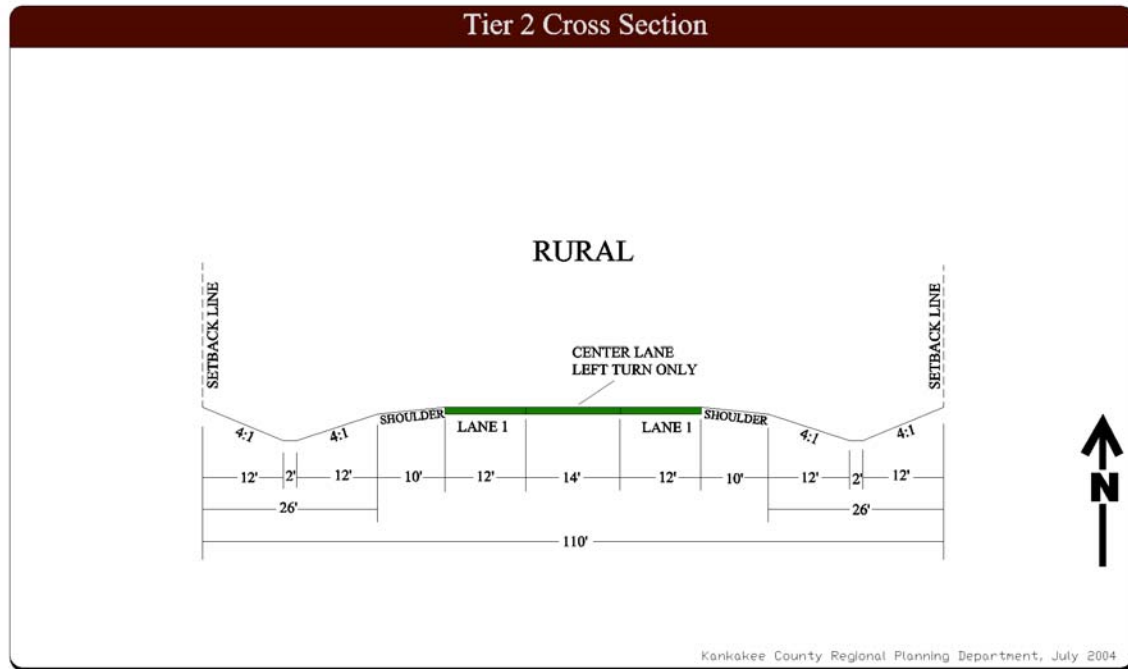 Tier 2 Cross Section
RURAL
SETBACK LINE
SETBACK LINE
CENTER LANE
LEFT TURN ONLY
4:1
4:1
SHOULDER
LANE 1
LANE 1
SHOULDER
4:1
4:1
12'
2'
12'
10'
12'
14'
12'
10'
12'
2'
12'
26'
26'
110'
N
Kankakee County Regional Planning Department, July 2004